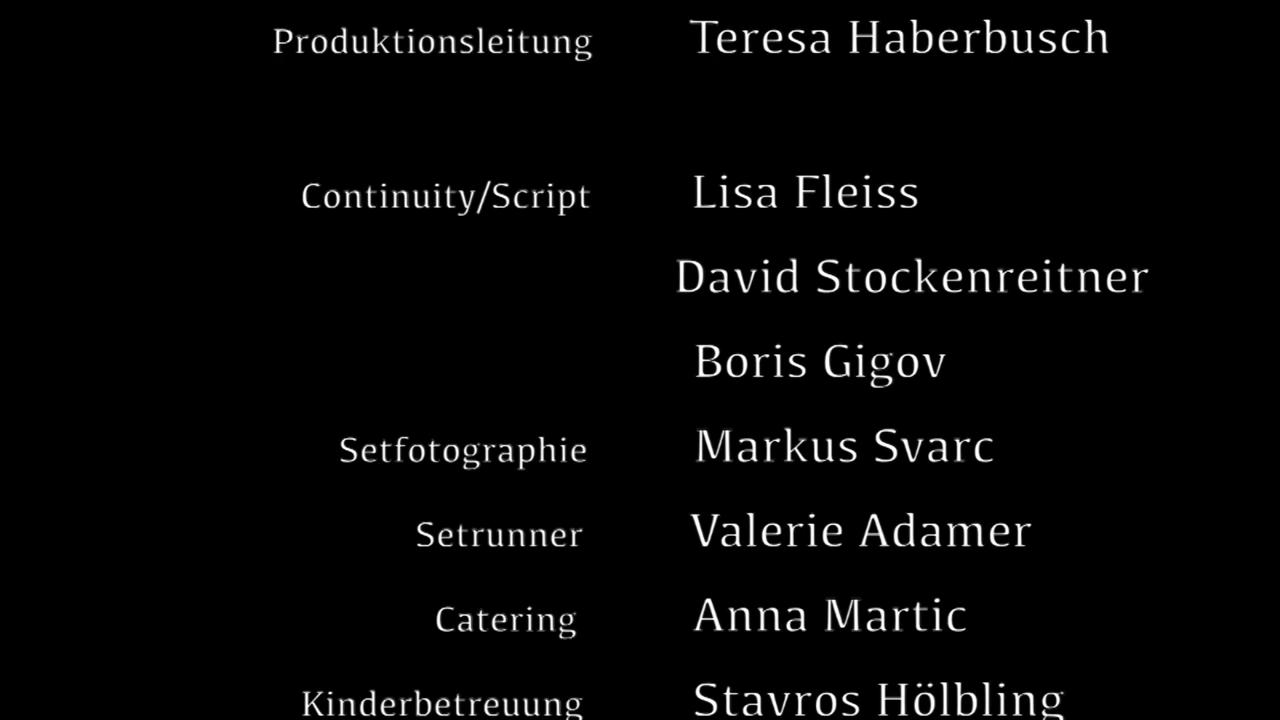 Produktionsleitung Teresa Haberbusch
Continuity/Script Lisa Fleiss
David Stockenreitner
Boris Gigov
Setfotographie Markus Svarc
Setrunner Valerie Adamer
Catering Anna Martic
Kinderbetreuung Stavros Hölbling